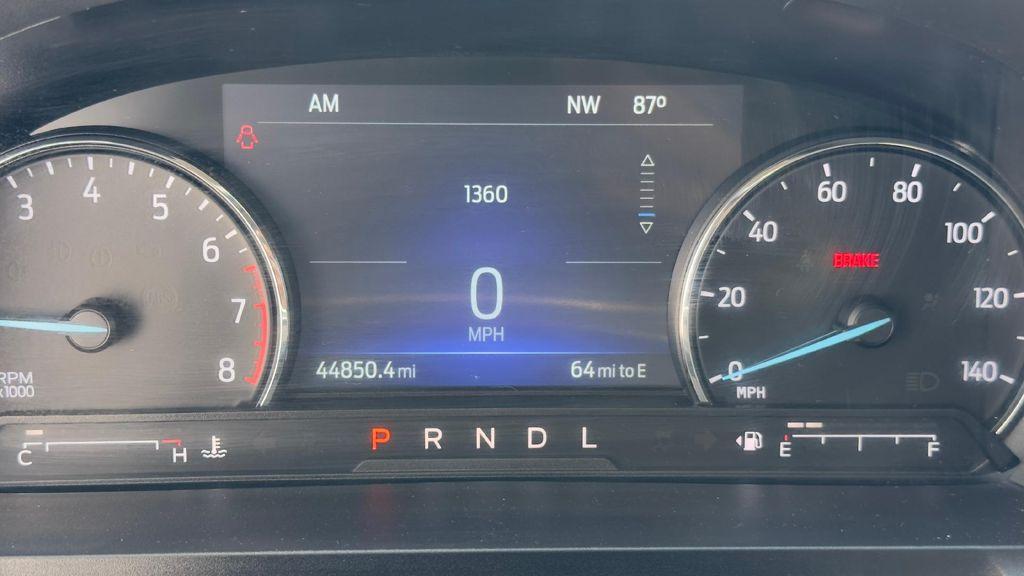 AM NW 87º
1360
3 4 5 6 7 8
RPM
x1000
0
MPH
44850.4 mi 64 mi to E
0 20 40 60 80 100 120 140
BRAKE
MPH
C H
P R N D L
E F